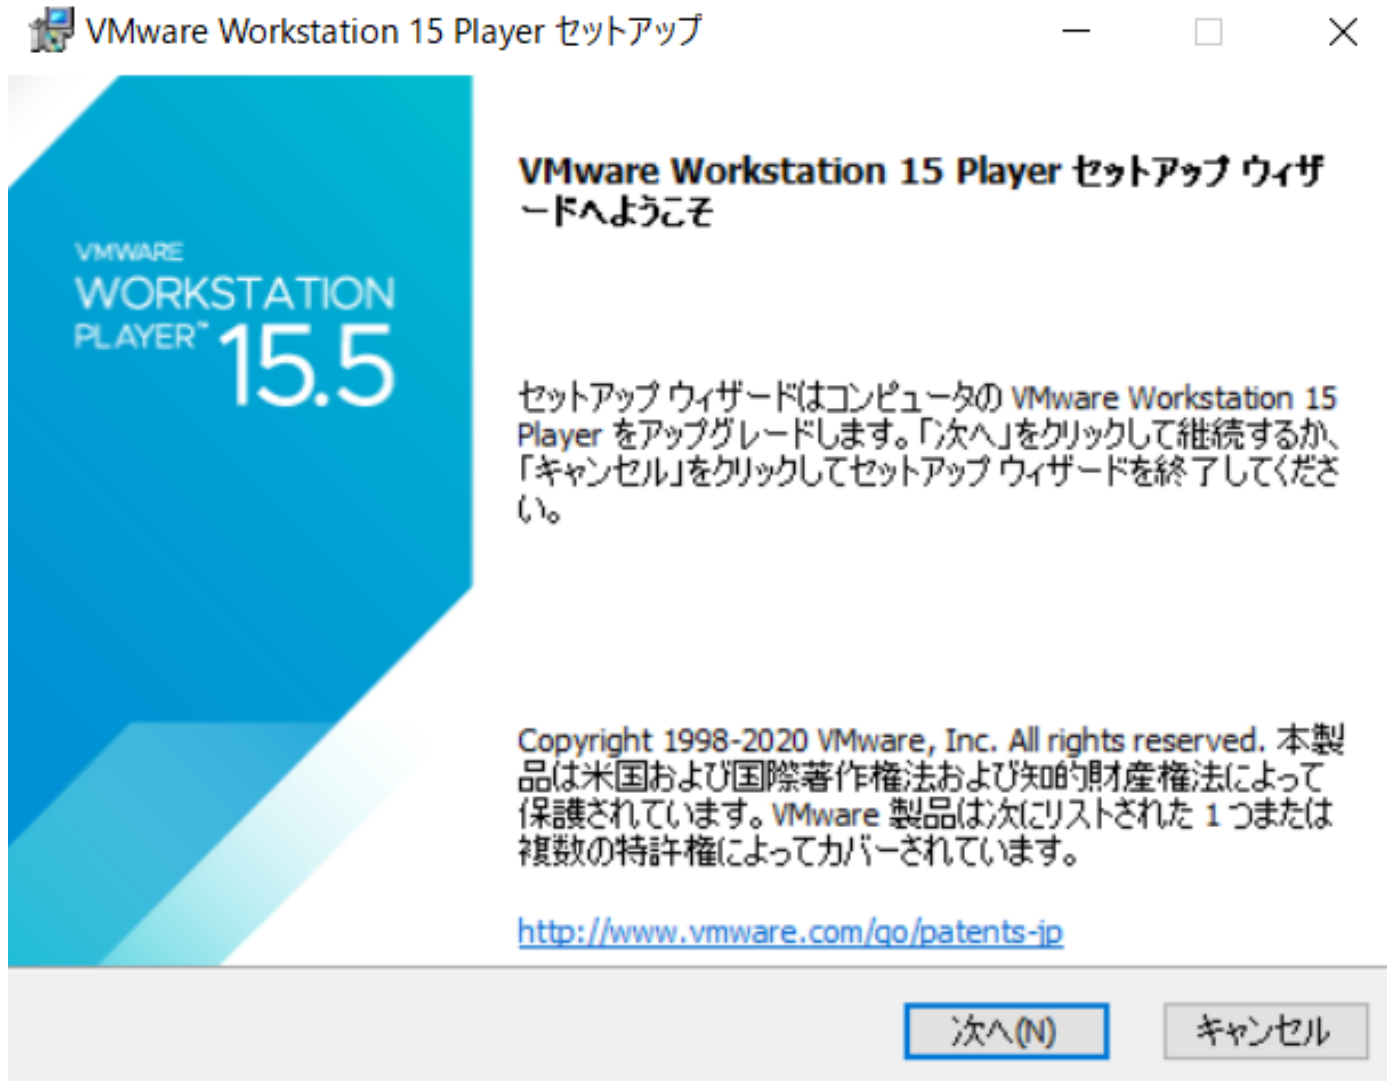 VMware Workstation 15 Player セットアップ
VMWARE
WORKSTATION
PLAYER™ 15.5
VMware Workstation 15 Player セットアップ ウィザ
ードへようこそ
セットアップ ウィザードはコンピュータの VMware Workstation 15
Player をアップグレードします。「次へ」をクリックして継続するか、
「キャンセル」をクリックしてセットアップ ウィザードを終了してくださ
い。
Copyright 1998-2020 VMware, Inc. All rights reserved. 本製
品は米国および国際著作権法および知的財産権法によって
保護されています。VMware 製品は次にリストされた 1 つまたは
複数の特許権によってカバーされています。
http://www.vmware.com/go/patents-jp
次へ(N)
キャンセル